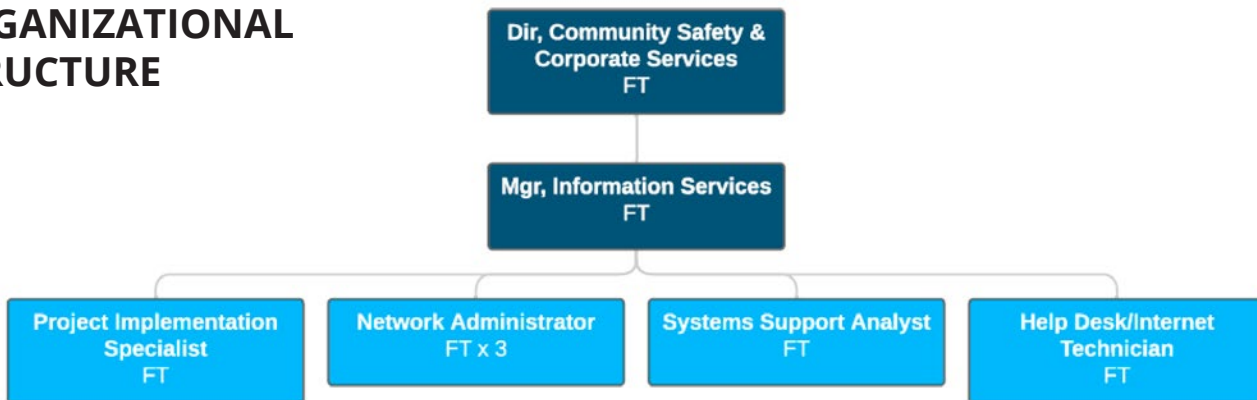 GANIZATIONAL
RUCTURE
Dir, Community Safety &
Corporate Services
FT
Mgr, Information Services
FT
Project Implementation
Specialist
FT
Network Administrator
FT x 3
Systems Support Analyst
FT
Help Desk/Internet
Technician
FT